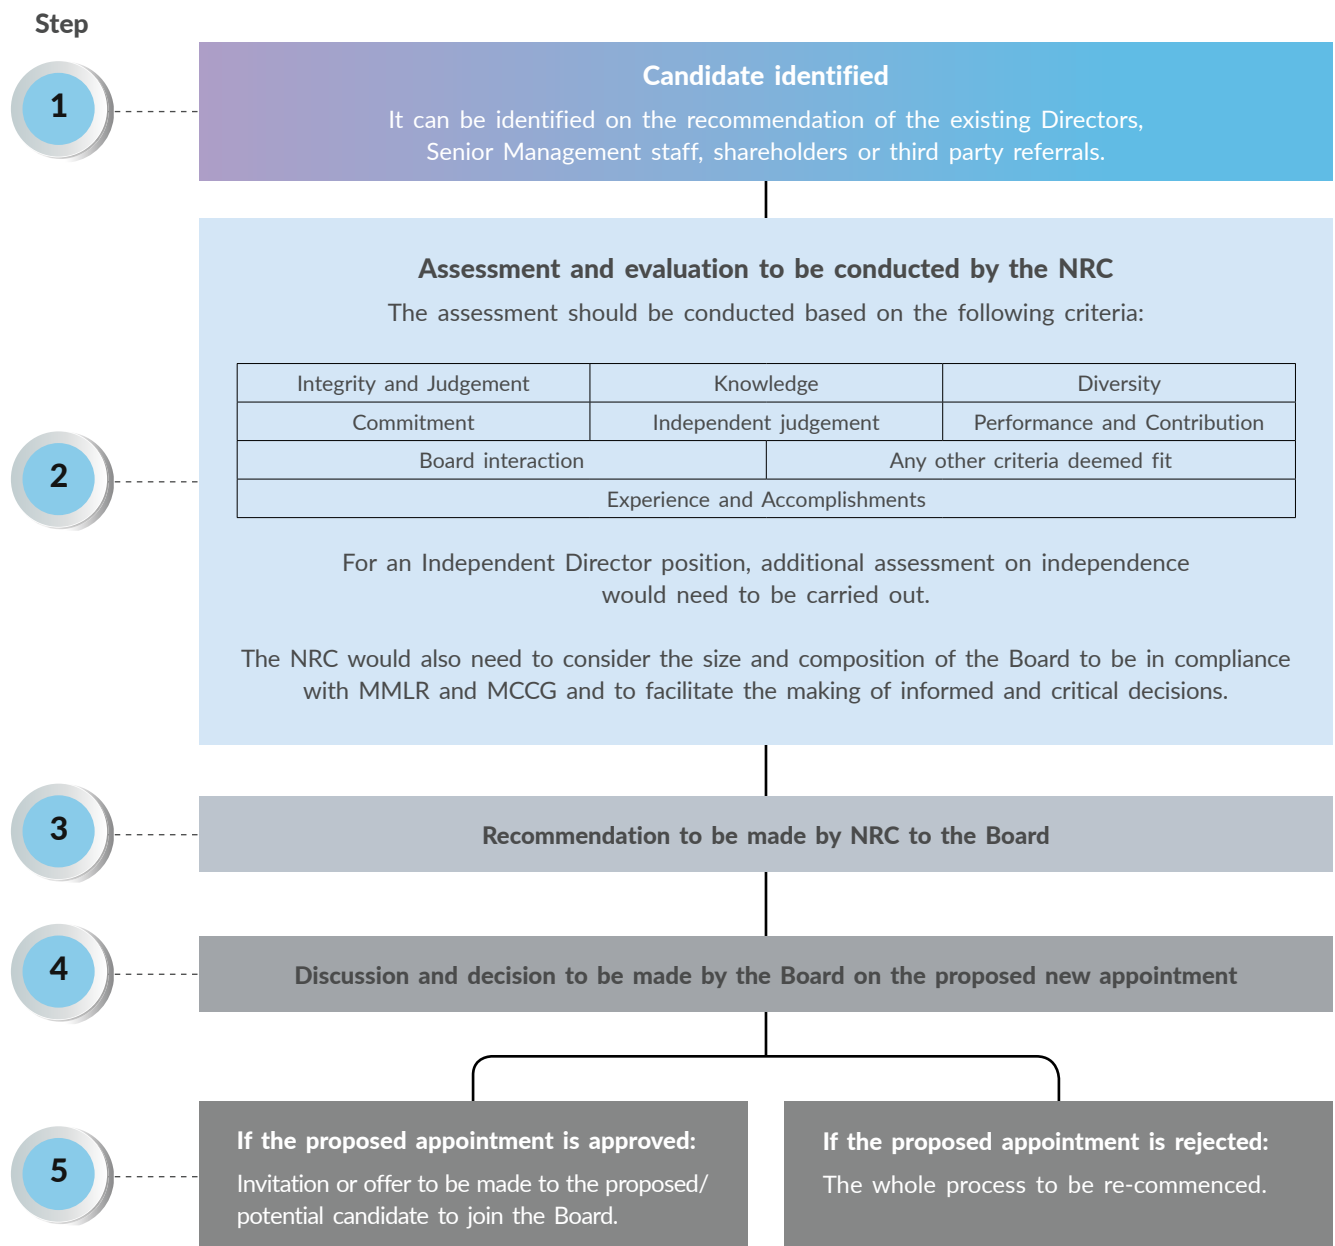 Step
1
Candidate identified
It can be identified on the recommendation of the existing Directors,
Senior Management staff, shareholders or third party referrals.
2
Assessment and evaluation to be conducted by the NRC
The assessment should be conducted based on the following criteria:
Integrity and Judgement
Knowledge
Diversity
Commitment
Independent judgement
Performance and Contribution
Board interaction
Any other criteria deemed fit
Experience and Accomplishments
For an Independent Director position, additional assessment on independence
would need to be carried out.
The NRC would also need to consider the size and composition of the Board to be in compliance
with MMLR and MCCG and to facilitate the making of informed and critical decisions.
3
Recommendation to be made by NRC to the Board
4
Discussion and decision to be made by the Board on the proposed new appointment
5
If the proposed appointment is approved:
Invitation or offer to be made to the proposed/
potential candidate to join the Board.
If the proposed appointment is rejected:
The whole process to be re-commenced.